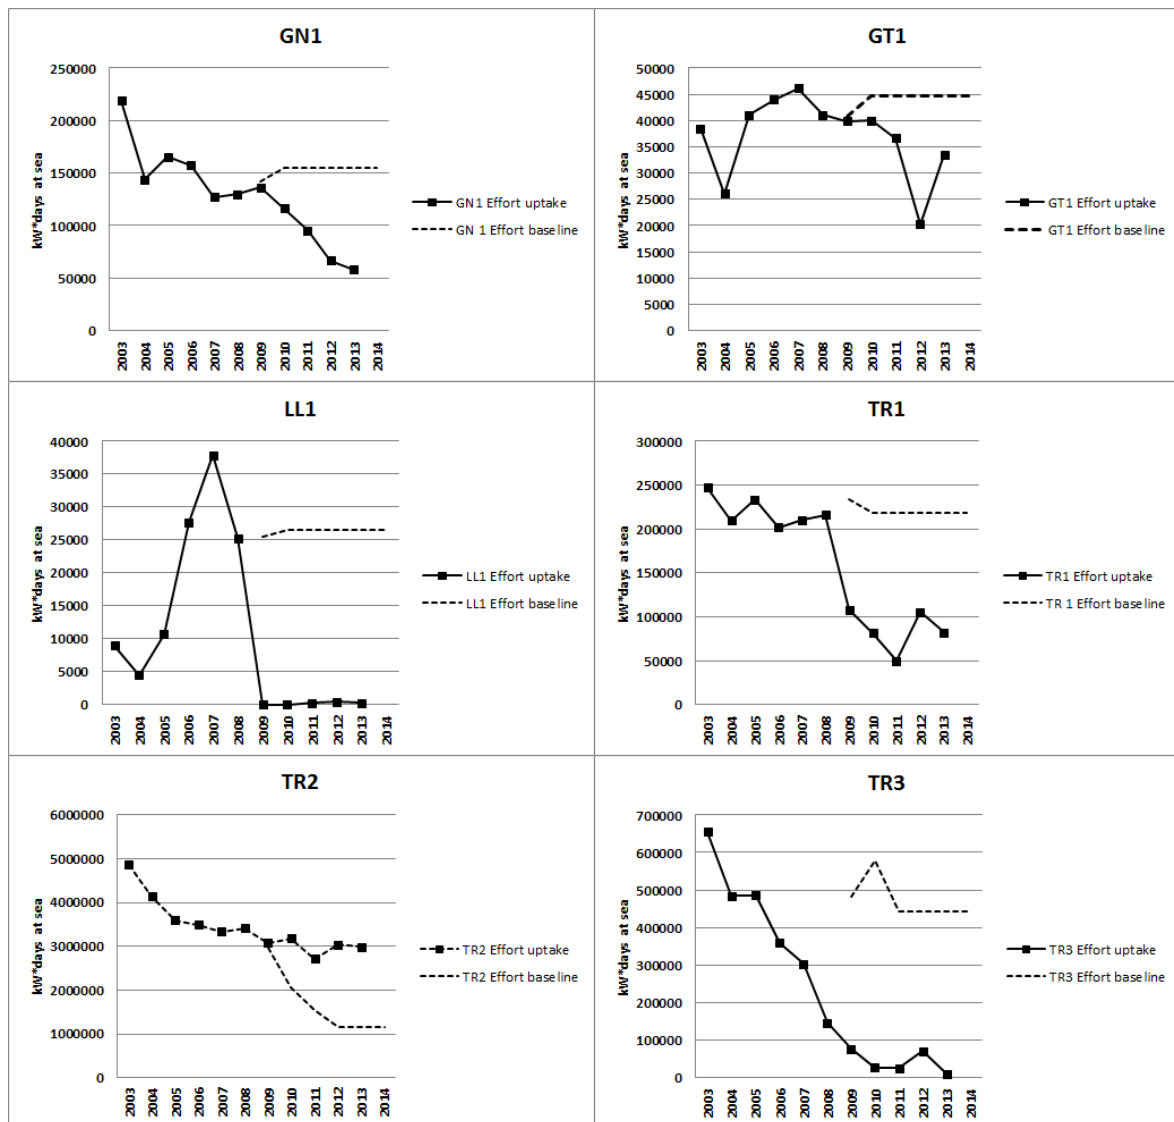 GN1
250000
200000
150000
100000
50000
0
kW*days at sea
2003 2004 2005 2006 2007 2008 2009 2010 2011 2012 2013 2014
GN1 Effort uptake
GN 1 Effort baseline
GT1
50000
45000
40000
35000
30000
25000
20000
15000
10000
5000
0
kW*days at sea
2003 2004 2005 2006 2007 2008 2009 2010 2011 2012 2013 2014
GT1 Effort uptake
GT1 Effort baseline
LL1
40000
35000
30000
25000
20000
15000
10000
5000
0
kW*days at sea
2003 2004 2005 2006 2007 2008 2009 2010 2011 2012 2013 2014
LL1 Effort uptake
LL1 Effort baseline
TR1
300000
250000
200000
150000
100000
50000
0
kW*days at sea
2003 2004 2005 2006 2007 2008 2009 2010 2011 2012 2013 2014
TR1 Effort uptake
TR 1 Effort baseline
TR2
6000000
5000000
4000000
3000000
2000000
1000000
0
kW*days at sea
2003 2004 2005 2006 2007 2008 2009 2010 2011 2012 2013 2014
TR2 Effort uptake
TR2 Effort baseline
TR3
700000
600000
500000
400000
300000
200000
100000
0
kW*days at sea
2003 2004 2005 2006 2007 2008 2009 2010 2011 2012 2013 2014
TR3 Effort uptake
TR3 Effort baseline